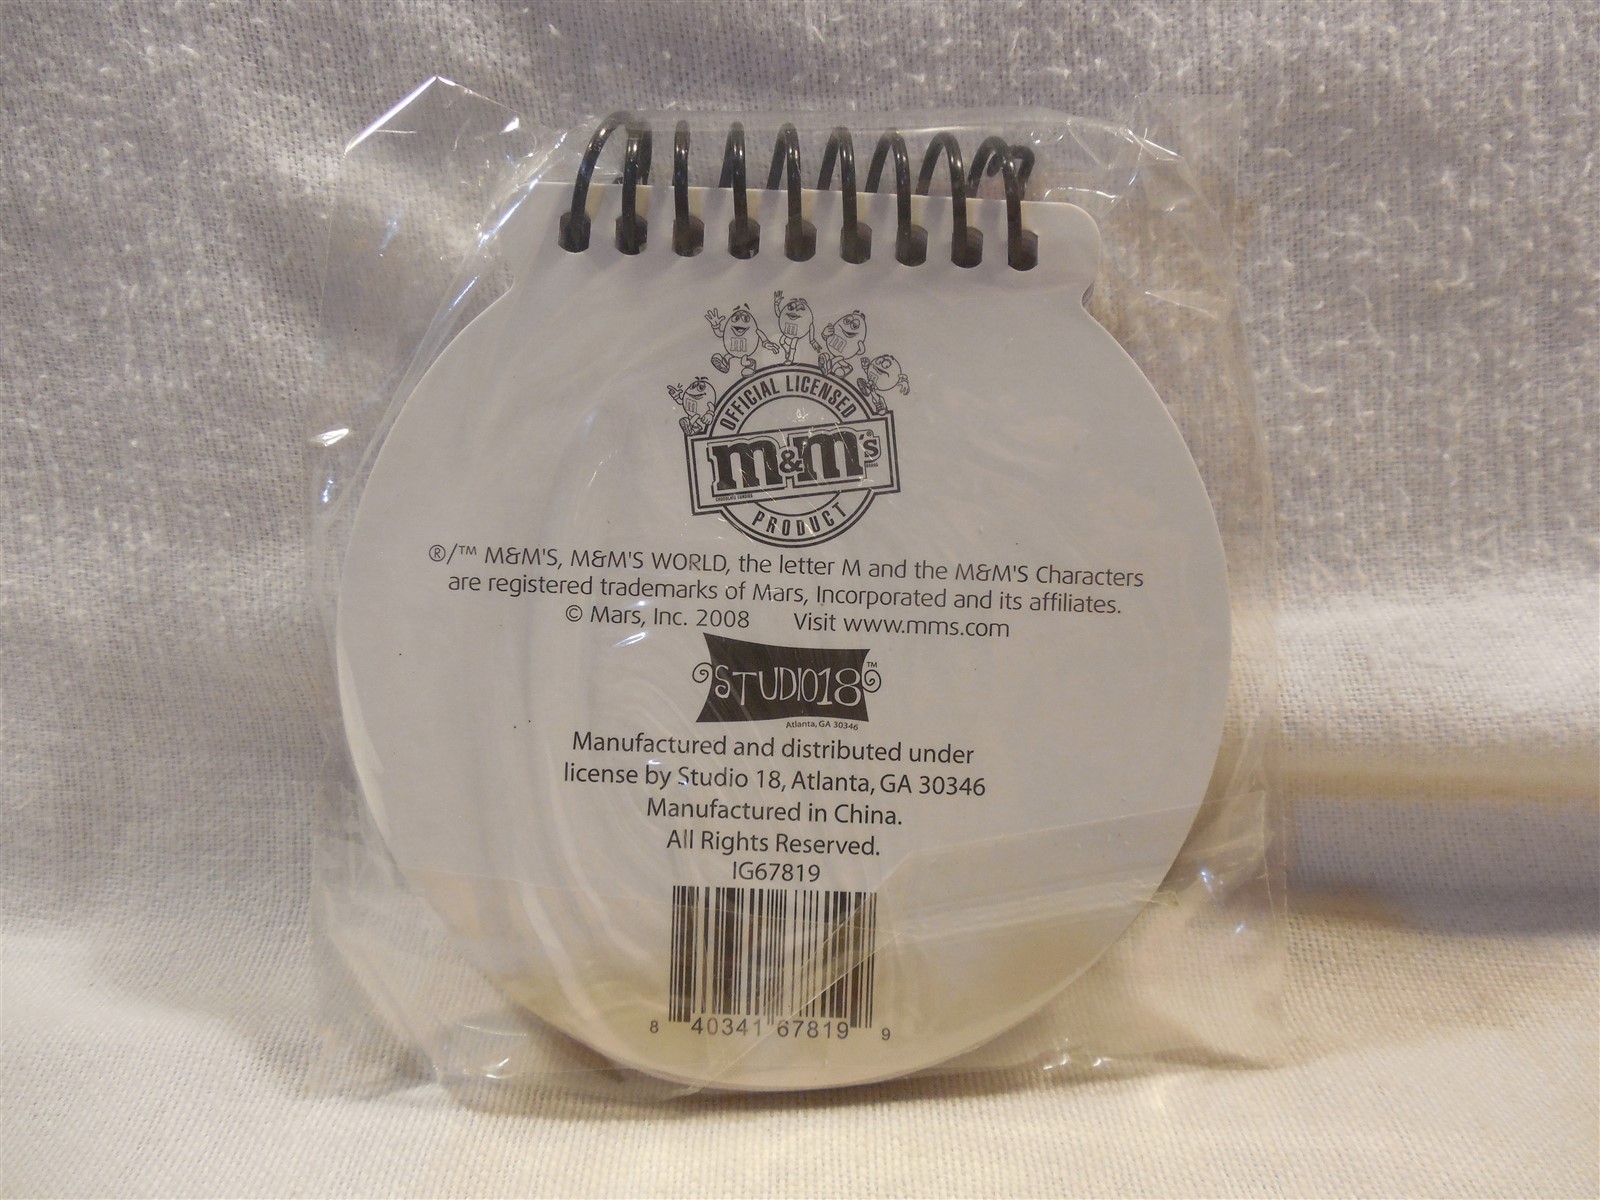 OFFICIAL LICENSED
m&m's
PRODUCT
®/™ M&M'S, M&M'S WORLD, the letter M and the M&M'S Characters
are registered trademarks of Mars, Incorporated and its affiliates.
© Mars, Inc. 2008 Visit www.mms.com
STUDIO18™
Atlanta, GA 30346
Manufactured and distributed under
license by Studio 18, Atlanta, GA 30346
Manufactured in China.
All Rights Reserved.
IG67819
8 40341 67819 9